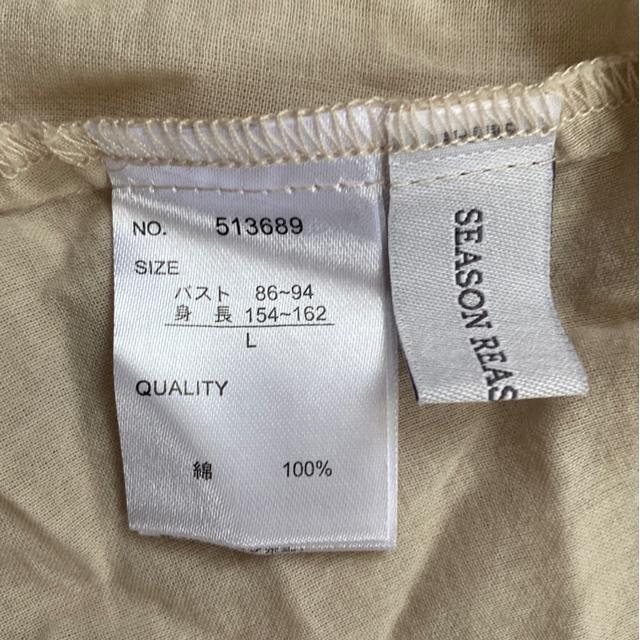 NO. 513689
SIZE
バスト 86~94
身 長 154~162
L
QUALITY
綿 100%
SEASON REAS